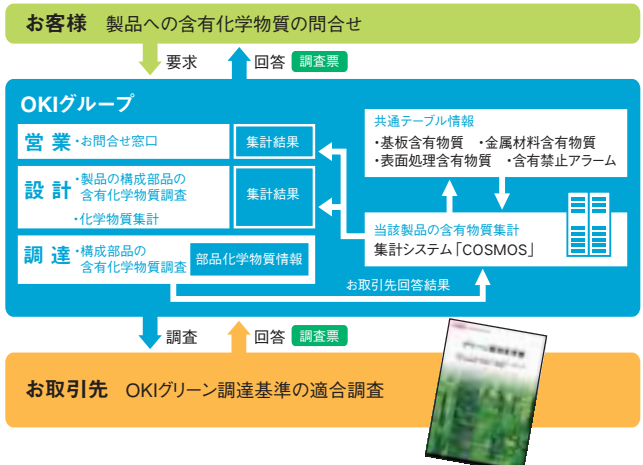 お客様 製品への含有化学物質の問合せ
要求
回答 調査票
OKIグループ
営業 ・お問合せ窓口
集計結果
設計 ・製品の構成部品の
含有化学物質調査
・化学物質集計
集計結果
調達 ・構成部品の
含有化学物質調査
部品化学物質情報
共通テーブル情報
・基板含有物質 ・金属材料含有物質
・表面処理含有物質 ・含有禁止アラーム
当該製品の含有物質集計
集計システム「COSMOS」
お取引先回答結果
調査
回答 調査票
お取引先 OKIグリーン調達基準の適合調査